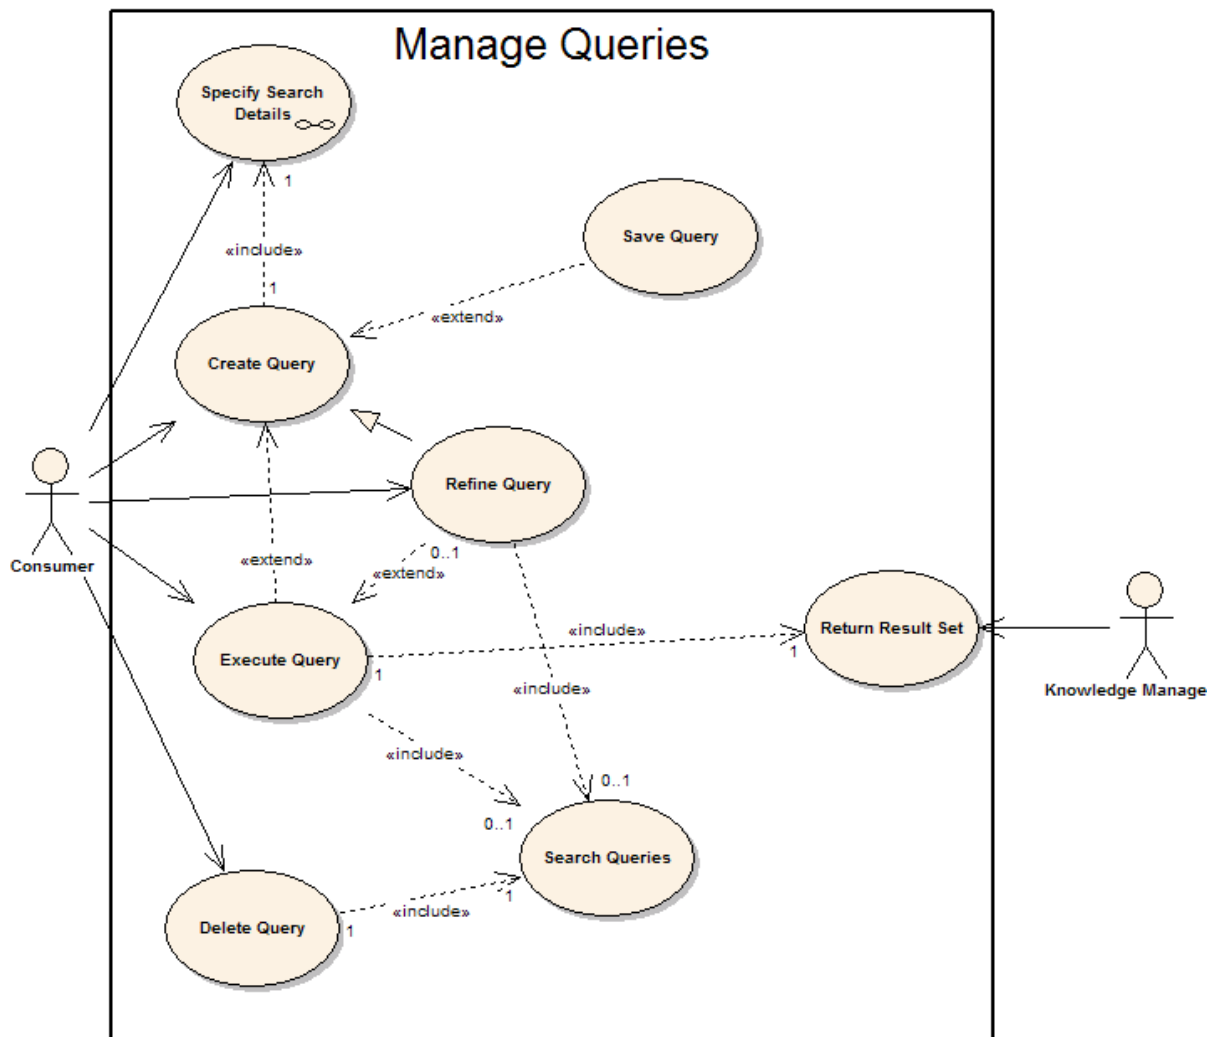 Manage Queries
Specify Search
Details
1
«include»
1
Save Query
«extend»
Create Query
Refine Query
Consumer
«extend»
0..1
«extend»
Execute Query
1
«include»
1
Return Result Set
Knowledge Manage
«include»
«include»
0..1
0..1
Search Queries
Delete Query
1
«include»
1